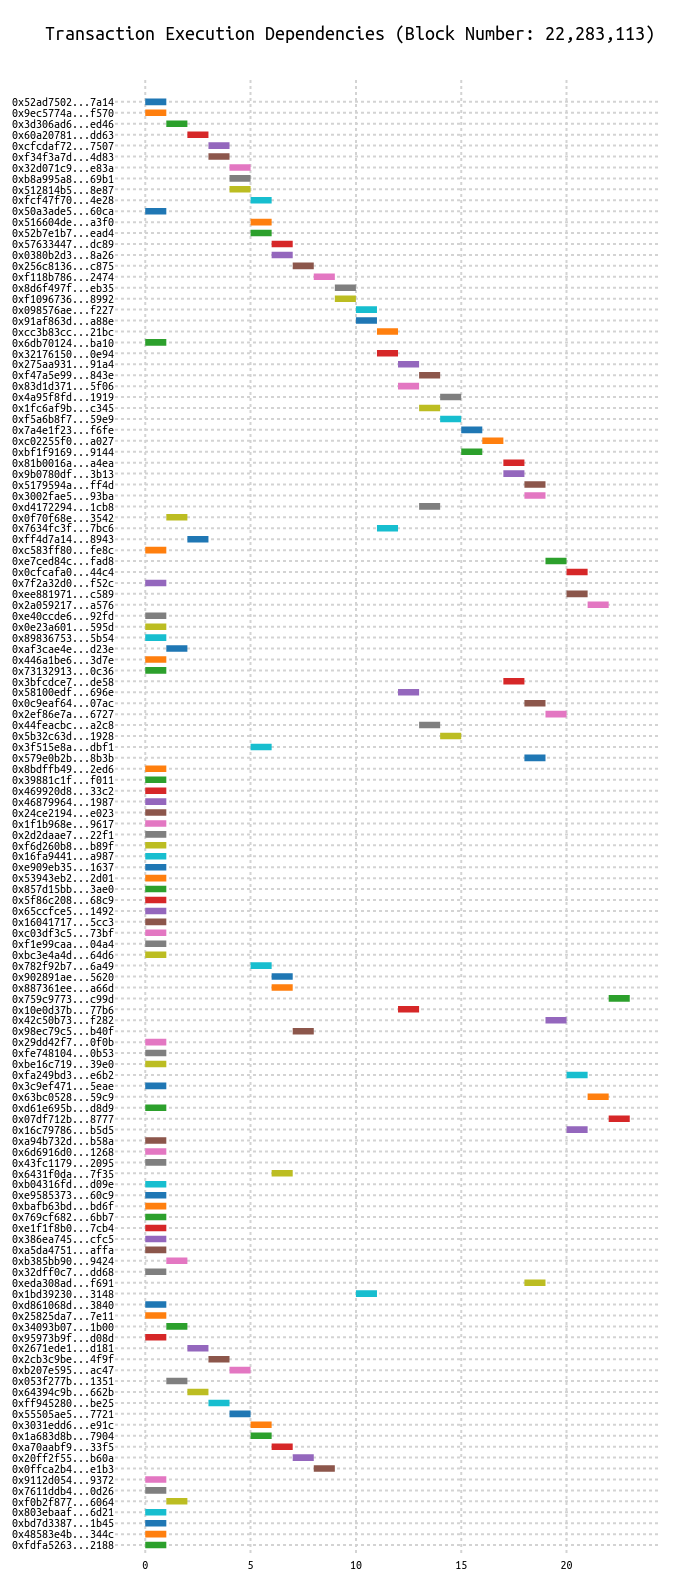 Transaction Execution Dependencies (Block Number: 22,283,113)
0x52ad7502...7a14
0x9ec5774a...f570
0x3d306ad6...ed46
0x60a20781...dd63
0xcfcdaf72...7507
0xf34f3a7d...4d83
0x32d071c9...e83a
0xb8a995a8...69b1
0x512814b5...8e87
0xfcf47f70...4e28
0x50a3ade5...60ca
0x516604de...a3f0
0x52b7e1b7...ead4
0x57633447...dc89
0x0380b2d3...8a26
0x256c8136...c875
0xf118b786...2474
0x8d6f497f...eb35
0xf1096736...8992
0x098576ae...f227
0x91af863d...a88e
0xcc3b83cc...21bc
0x6db70124...ba10
0x32176150...0e94
0x275aa931...91a4
0xf47a5e99...843e
0x83d1d371...5f06
0x4a95f8fd...1919
0x1fc6af9b...c345
0xf5a6b8f7...59e9
0x7a4e1f23...f6fe
0xc02255f0...a027
0xbf1f9169...9144
0x81b0016a...a4ea
0x9b0780df...3b13
0x5179594a...ff4d
0x3002fae5...93ba
0xd4172294...1cb8
0x0f70f68e...3542
0x7634fc3f...7bc6
0xff4d7a14...8943
0xc583ff80...fe8c
0xe7ced84c...fad8
0x0cfcafa0...44c4
0x7f2a32d0...f52c
0xee881971...c589
0x2a059217...a576
0xe40ccde6...92fd
0x0e23a601...595d
0x89836753...5b54
0xaf3cae4e...d23e
0x446a1be6...3d7e
0x73132913...0c36
0x3bfcdce7...de58
0x58100edf...696e
0x0c9eaf64...07ac
0x2ef86e7a...6727
0x44feacbc...a2c8
0x5b32c63d...1928
0x3f515e8a...dbf1
0x579e0b2b...8b3b
0x8bdffb49...2ed6
0x39881c1f...f011
0x469920d8...33c2
0x46879964...1987
0x24ce2194...e023
0x1f1b968e...9617
0x2d2daae7...22f1
0xf6d260b8...b89f
0x16fa9441...a987
0xe909eb35...1637
0x53943eb2...2d01
0x857d15bb...3ae0
0x5f86c208...68c9
0x65ccfce5...1492
0x16041717...5cc3
0xc03df3c5...73bf
0xf1e99caa...04a4
0xbc3e4a4d...64d6
0x782f92b7...6a49
0x902891ae...5620
0x887361ee...a66d
0x759c9773...c99d
0x10e0d37b...77b6
0x42c50b73...f282
0x98ec79c5...b40f
0x29dd42f7...0f0b
0xfe748104...0b53
0xbe16c719...39e0
0xfa249bd3...e6b2
0x3c9ef471...5eae
0x63bc0528...59c9
0xd61e695b...d8d9
0x07df712b...8777
0x16c79786...b5d5
0xa94b732d...b58a
0x6d6916d0...1268
0x43fc1179...2095
0x6431f0da...7f35
0xb04316fd...d09e
0xe9585373...60c9
0xbafb63bd...bd6f
0x769cf682...6bb7
0xe1f1f8b0...7cb4
0x386ea745...cfc5
0xa5da4751...affa
0xb385bb90...9424
0x32dff0c7...dd68
0xeda308ad...f691
0x1bd39230...3148
0xd861068d...3840
0x25825da7...7e11
0x34093b07...1b00
0x95973b9f...d08d
0x2671ede1...d181
0x2cb3c9be...4f9f
0xb207e595...ac47
0x053f277b...1351
0x64394c9b...662b
0xff945280...be25
0x55505ae5...7721
0x3031edd6...e91c
0x1a683d8b...7904
0xa70aabf9...33f5
0x20ff2f55...b60a
0x0ffca2b4...e1b3
0x9112d054...9372
0x7611ddb4...0d26
0xf0b2f877...6064
0x803ebaaf...6d21
0xbd7d3387...1b45
0x48583e4b...344c
0xfdfa5263...2188
0 5 10 15 20